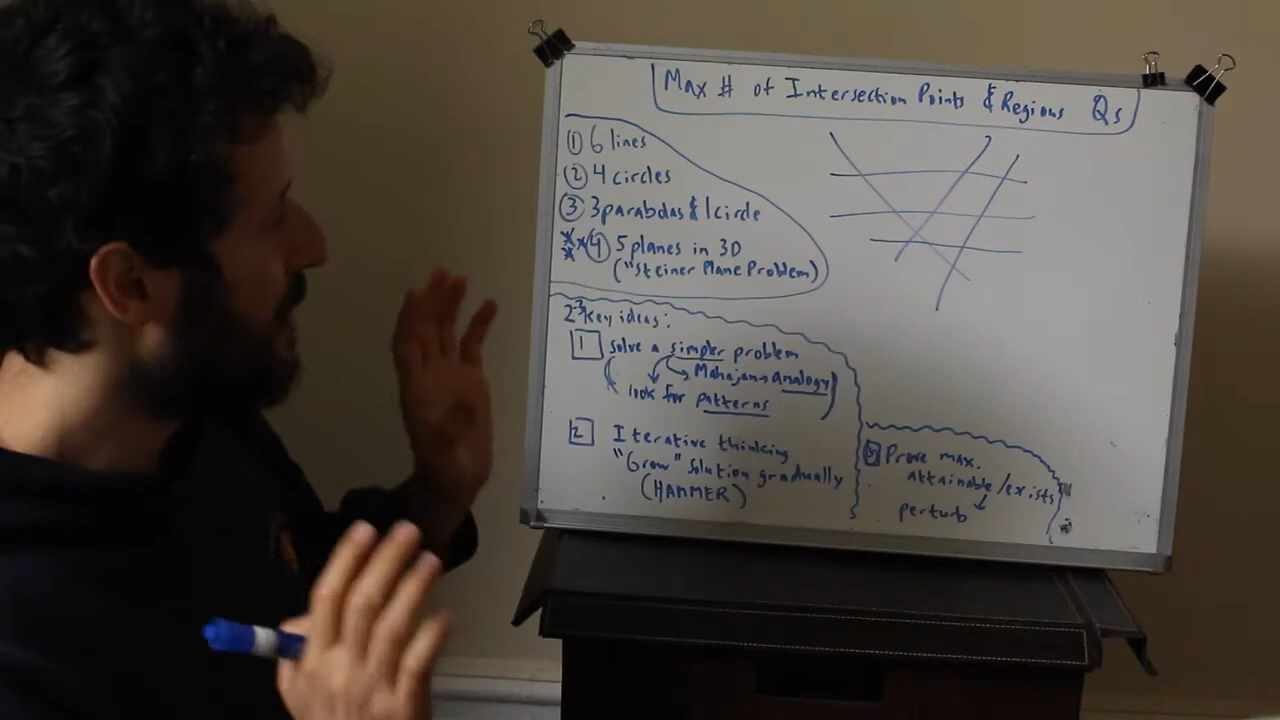 Max # of Intersection Points & Regions Qs
① 6 lines
② 4 circles
③ 3 parabolas & 1 circle
④ 5 planes in 3D
("Steiner Plane Problem)
2-3 key ideas:
1 Solve a simpler problem
Mahajan → Analogy
look for patterns
2 Iterative thinking
"Grow" solution gradually
(HAMMER)
3 Prove max.
attainable/exists
perturb